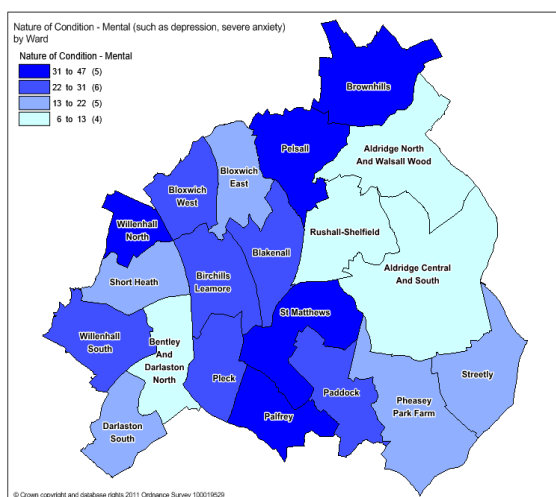 Nature of Condition - Mental (such as depression, severe anxiety)
by Ward
Nature of Condition - Mental
31 to 47 (5)
22 to 31 (6)
13 to 22 (5)
6 to 13 (4)
Brownhills
Pelsall
Aldridge North
And Walsall Wood
Bloxwich
East
Bloxwich
West
Willenhall
North
Rushall-Shelfield
Blakenall
Short Heath
Birchills
Leamore
Aldridge Central
And South
St Matthews
Willenhall
South
Bentley
And
Darlaston
North
Pleck
Paddock
Streetly
Pheasey
Park Farm
Palfrey
Darlaston
South
© Crown copyright and database rights 2011 Ordnance Survey 100019529